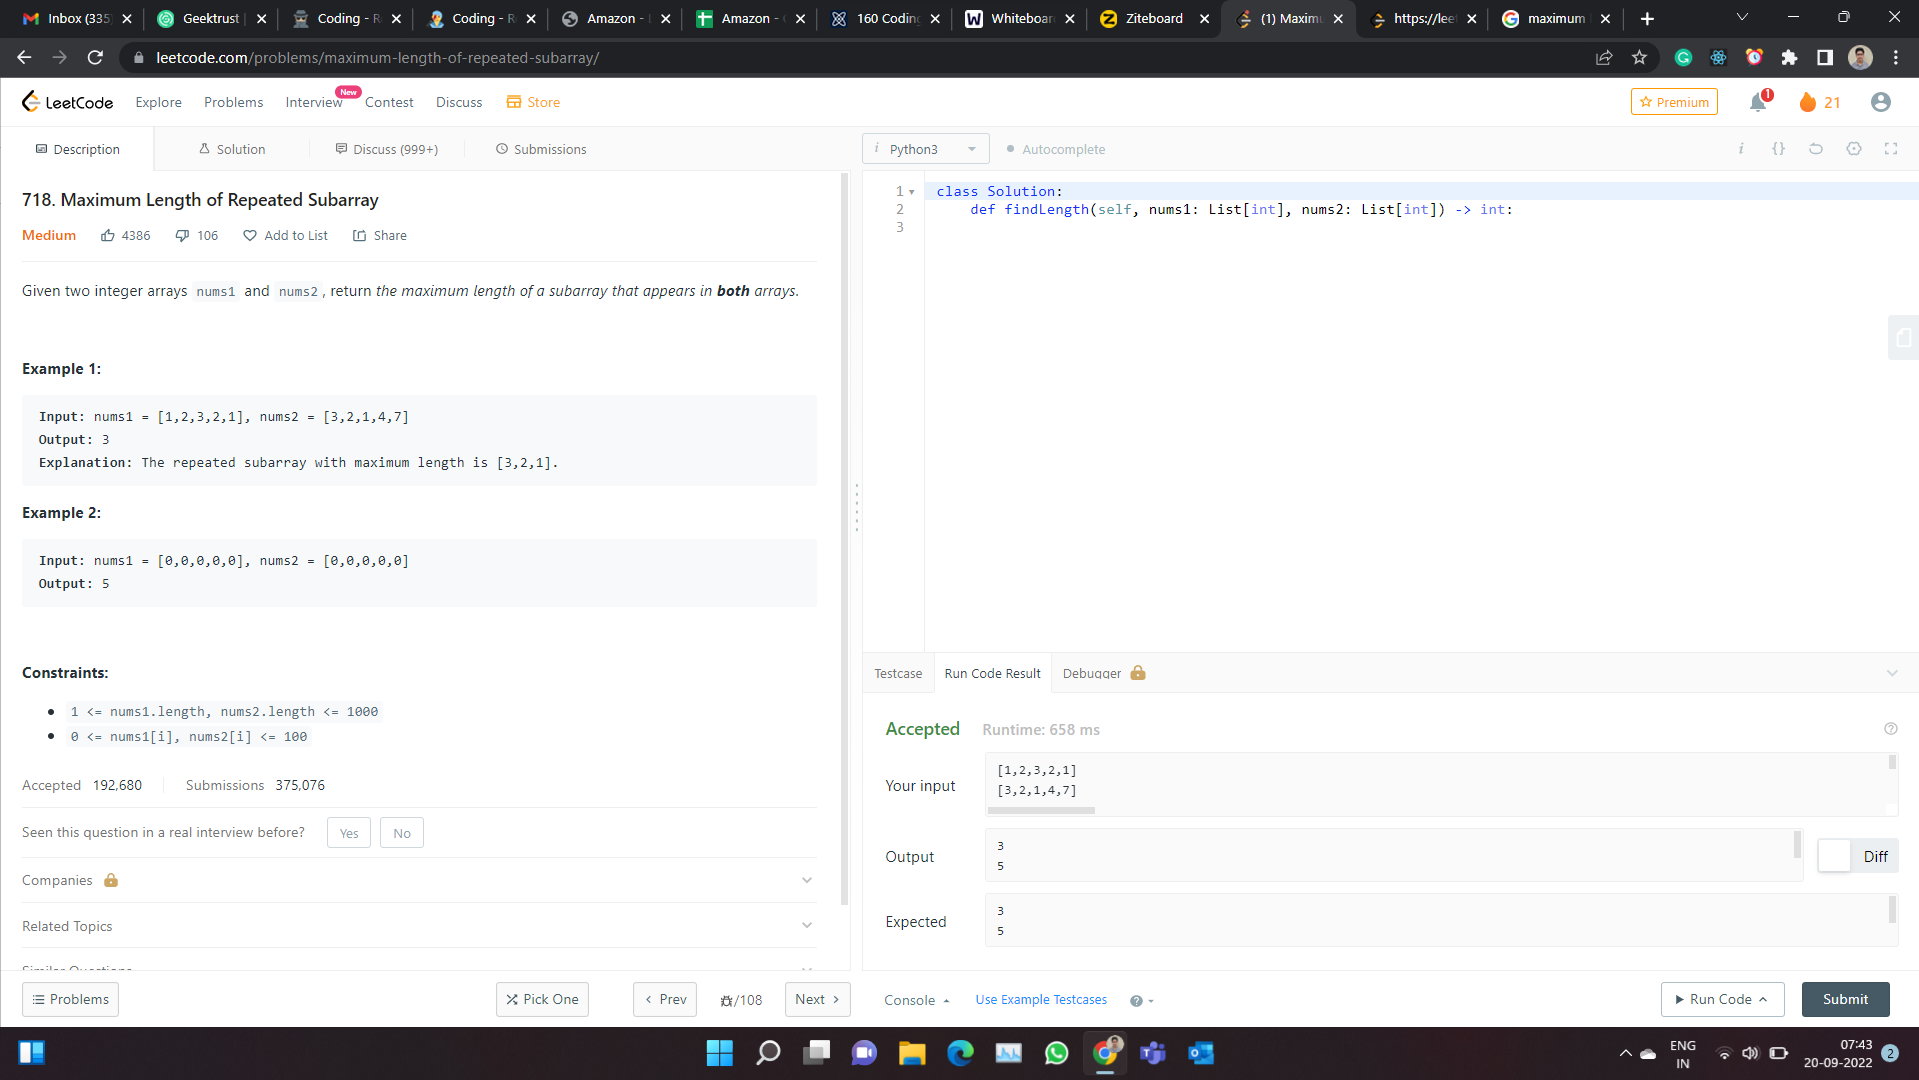 Inbox (335)
Geektrust
Coding - R
Coding - R
Amazon -
Amazon -
160 Coding
Whiteboar
Ziteboard
(1) Maxim
https://lee
maximum
leetcode.com/problems/maximum-length-of-repeated-subarray/
LeetCode
Explore
Problems
Interview
New
Contest
Discuss
Store
Premium
1
21
Description
Solution
Discuss (999+)
Submissions
i Python3
Autocomplete
i {}
718. Maximum Length of Repeated Subarray
Medium 4386 106 Add to List Share
Given two integer arrays nums1 and nums2, return the maximum length of a subarray that appears in both arrays.
Example 1:
Input: nums1 = [1,2,3,2,1], nums2 = [3,2,1,4,7]
Output: 3
Explanation: The repeated subarray with maximum length is [3,2,1].
Example 2:
Input: nums1 = [0,0,0,0,0], nums2 = [0,0,0,0,0]
Output: 5
Constraints:
1 <= nums1.length, nums2.length <= 1000
0 <= nums1[i], nums2[i] <= 100
Accepted 192,680 Submissions 375,076
Seen this question in a real interview before? Yes No
Companies
Related Topics
Similar Questions
Problems
Pick One
Prev
/108
Next
1 class Solution:
2 def findLength(self, nums1: List[int], nums2: List[int]) -> int:
3
Testcase
Run Code Result
Debugger
Accepted Runtime: 658 ms
Your input
[1,2,3,2,1]
[3,2,1,4,7]
Output
3
5
Diff
Expected
3
5
Console
Use Example Testcases
Run Code
Submit
ENG
IN
07:43
20-09-2022
2